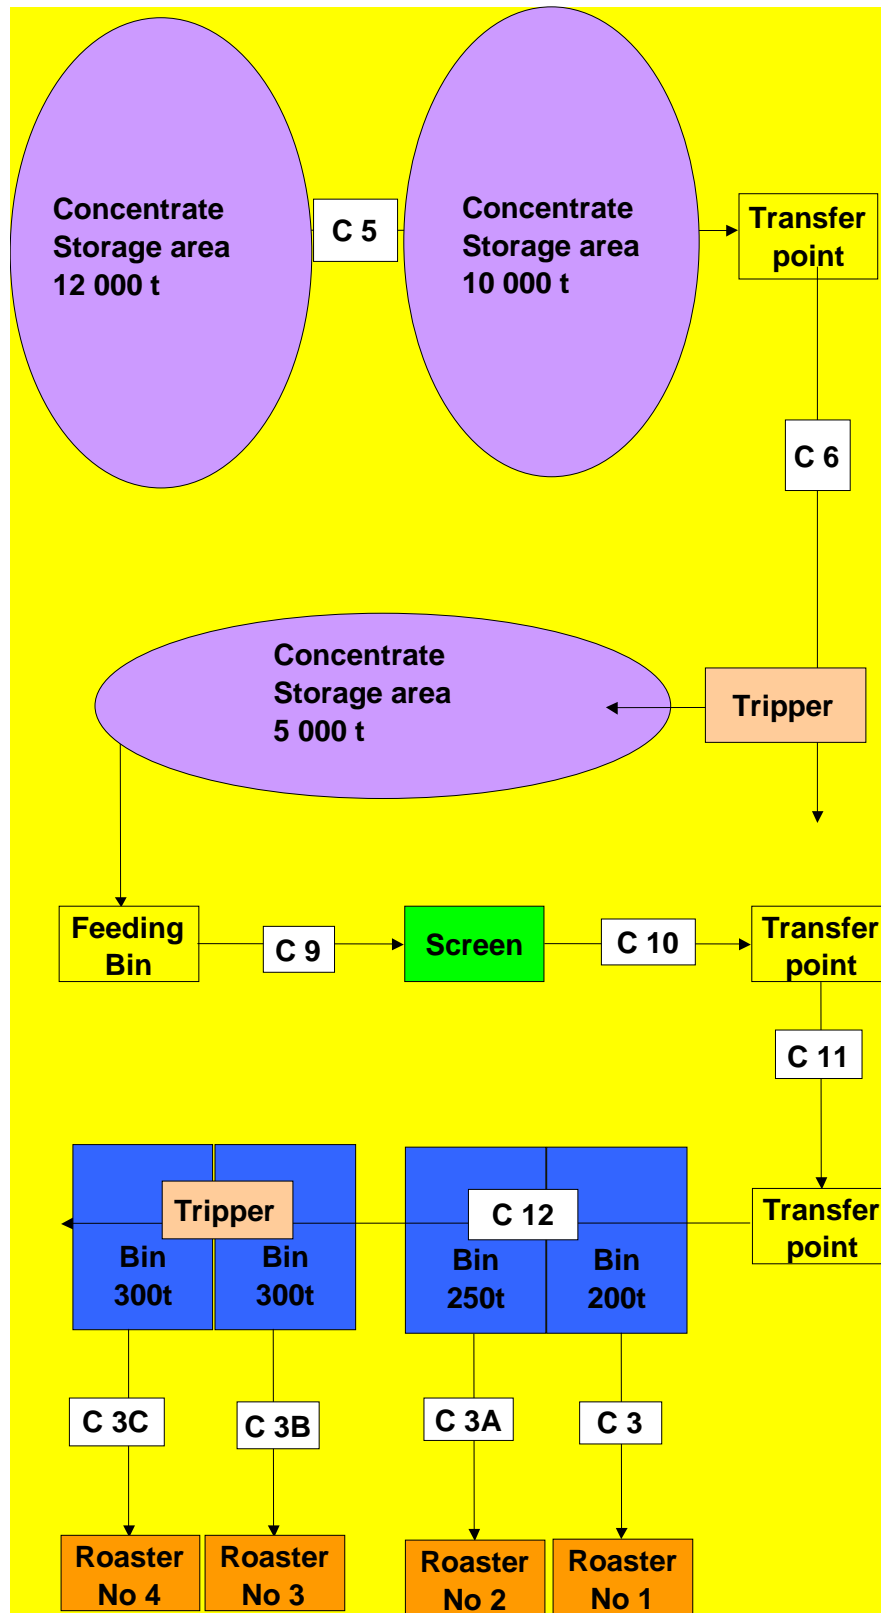 Concentrate
Storage area
12 000 t
C 5
Concentrate
Storage area
10 000 t
Transfer
point
C 6
Concentrate
Storage area
5 000 t
Tripper
Feeding
Bin
C 9
Screen
C 10
Transfer
point
C 11
Tripper
C 12
Transfer
point
Bin
300t
Bin
300t
Bin
250t
Bin
200t
C 3C
C 3B
C 3A
C 3
Roaster
No 4
Roaster
No 3
Roaster
No 2
Roaster
No 1